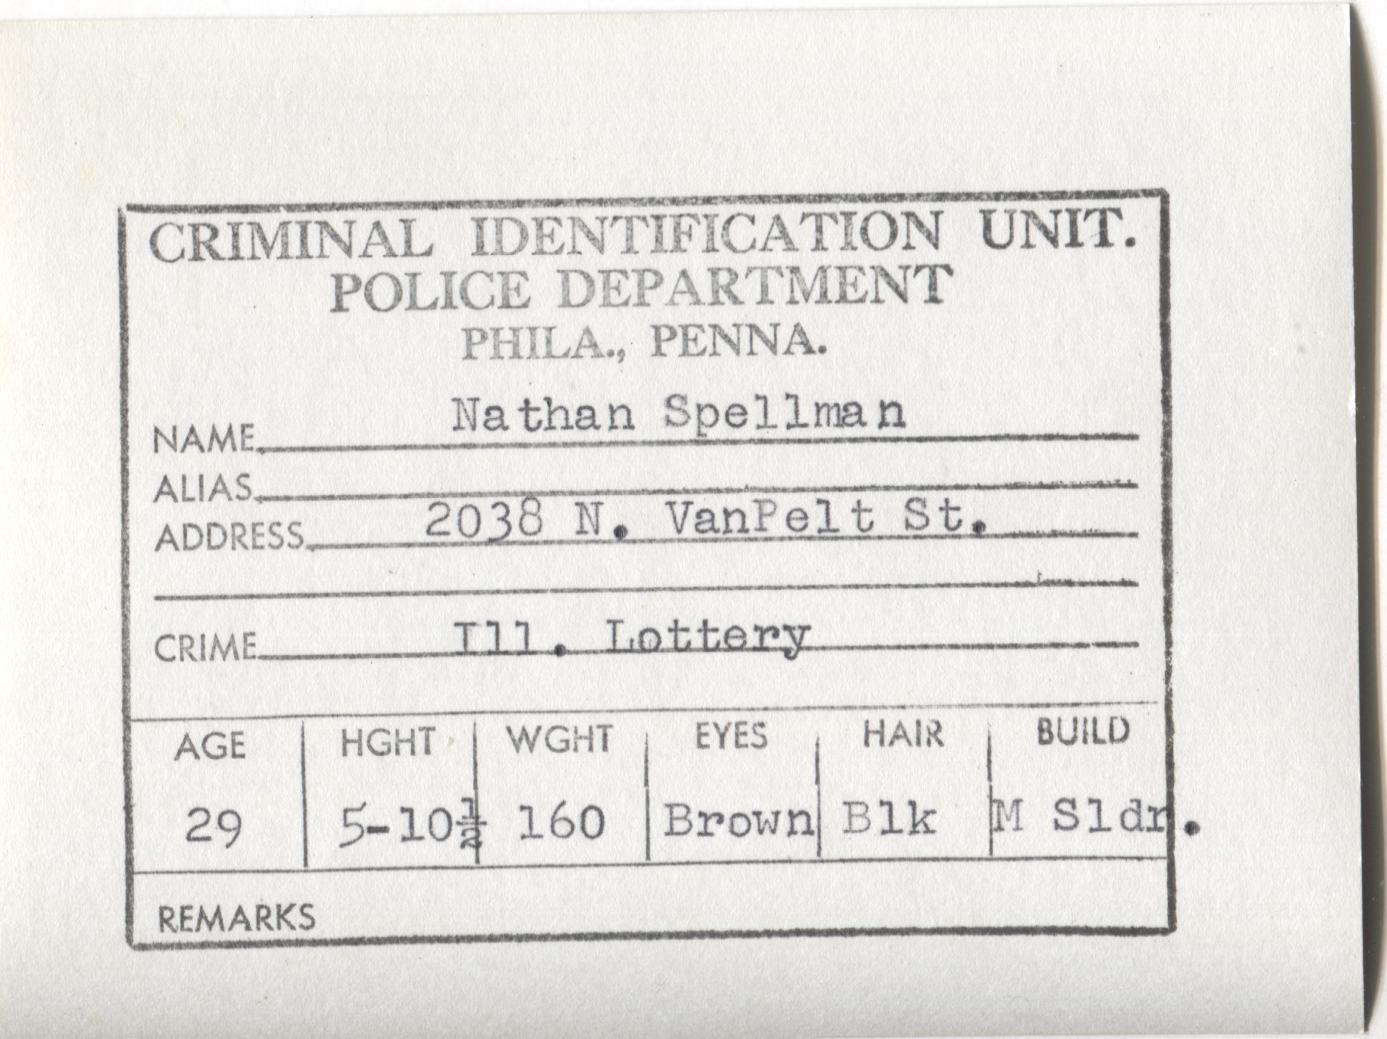 CRIMINAL IDENTIFICATION UNIT.
POLICE DEPARTMENT
PHILA., PENNA.
NAME Nathan Spellman
ALIAS
ADDRESS 2038 N. VanPelt St.
CRIME Ill. Lottery
AGE HGHT WGHT EYES HAIR BUILD
29 5-10½ 160 Brown Blk M Sldr.
REMARKS